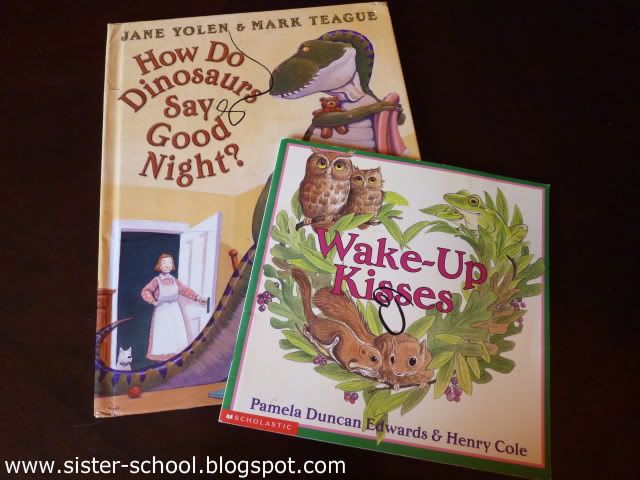 JANE YOLEN & MARK TEAGUE
How Do
Dinosaurs
Say
Good
Night?
Wake-Up
Kisses
Pamela Duncan Edwards & Henry Cole
SCHOLASTIC
www.sister-school.blogspot.com